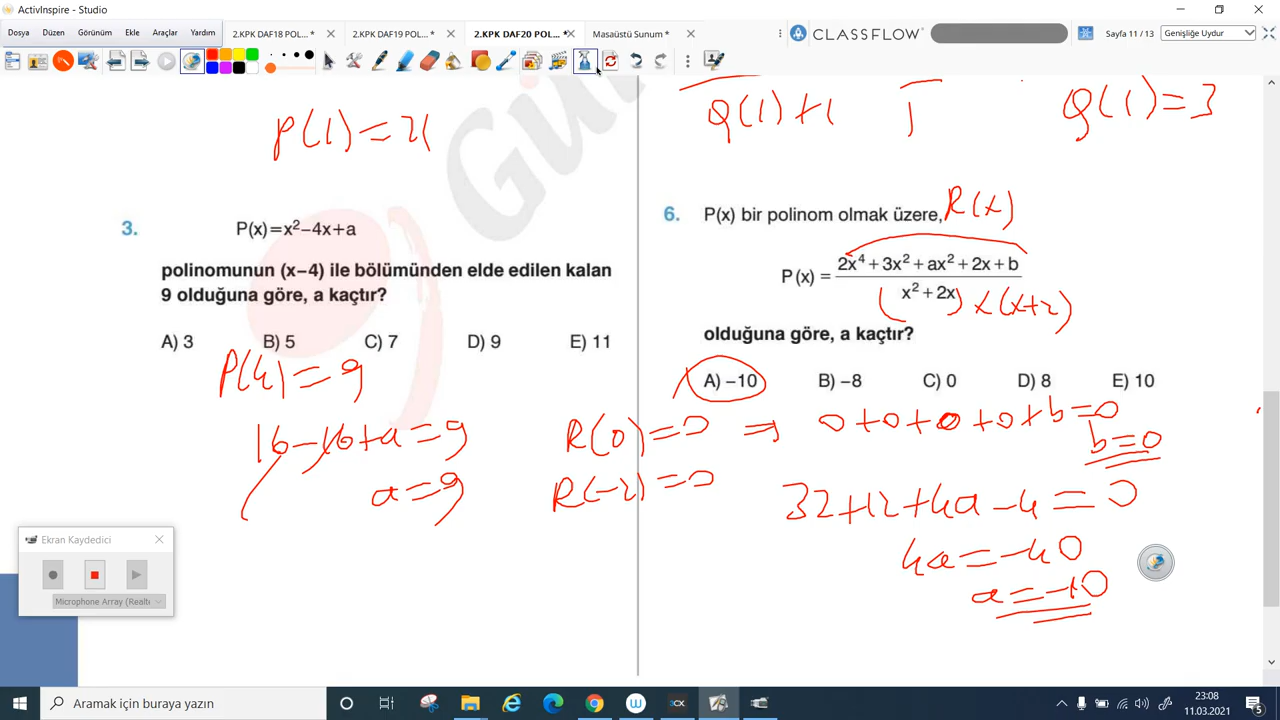 ActivInspire - Studio
Dosya Düzen Görünüm Ekle Araçlar Yardım
2.KPK DAF18 POL...* 2.KPK DAF19 POL...* 2.KPK DAF20 POL...* Masaüstü Sunum *
CLASSFLOW
Sayfa 11 / 13 Genişliğe Uydur
P(1)=21
Q(1)+1 1 Q(1)=3
3. P(x)=x²−4x+a
polinomunun (x−4) ile bölümünden elde edilen kalan
9 olduğuna göre, a kaçtır?
A) 3 B) 5 C) 7 D) 9 E) 11
P(4)=9
16−16+a=9
a=9
6. P(x) bir polinom olmak üzere, R(x)
P(x) = 2x⁴+3x²+ax²+2x+b
x²+2x x(x+2)
olduğuna göre, a kaçtır?
A) −10 B) −8 C) 0 D) 8 E) 10
R(0)=0 ⇒ 0+0+0+0+b=0
b=0
R(−2)=0
32+12+4a−4=0
4a=−40
a=−10
Ekran Kaydedici
Microphone Array (Realte
Aramak için buraya yazın
23:08
11.03.2021
5